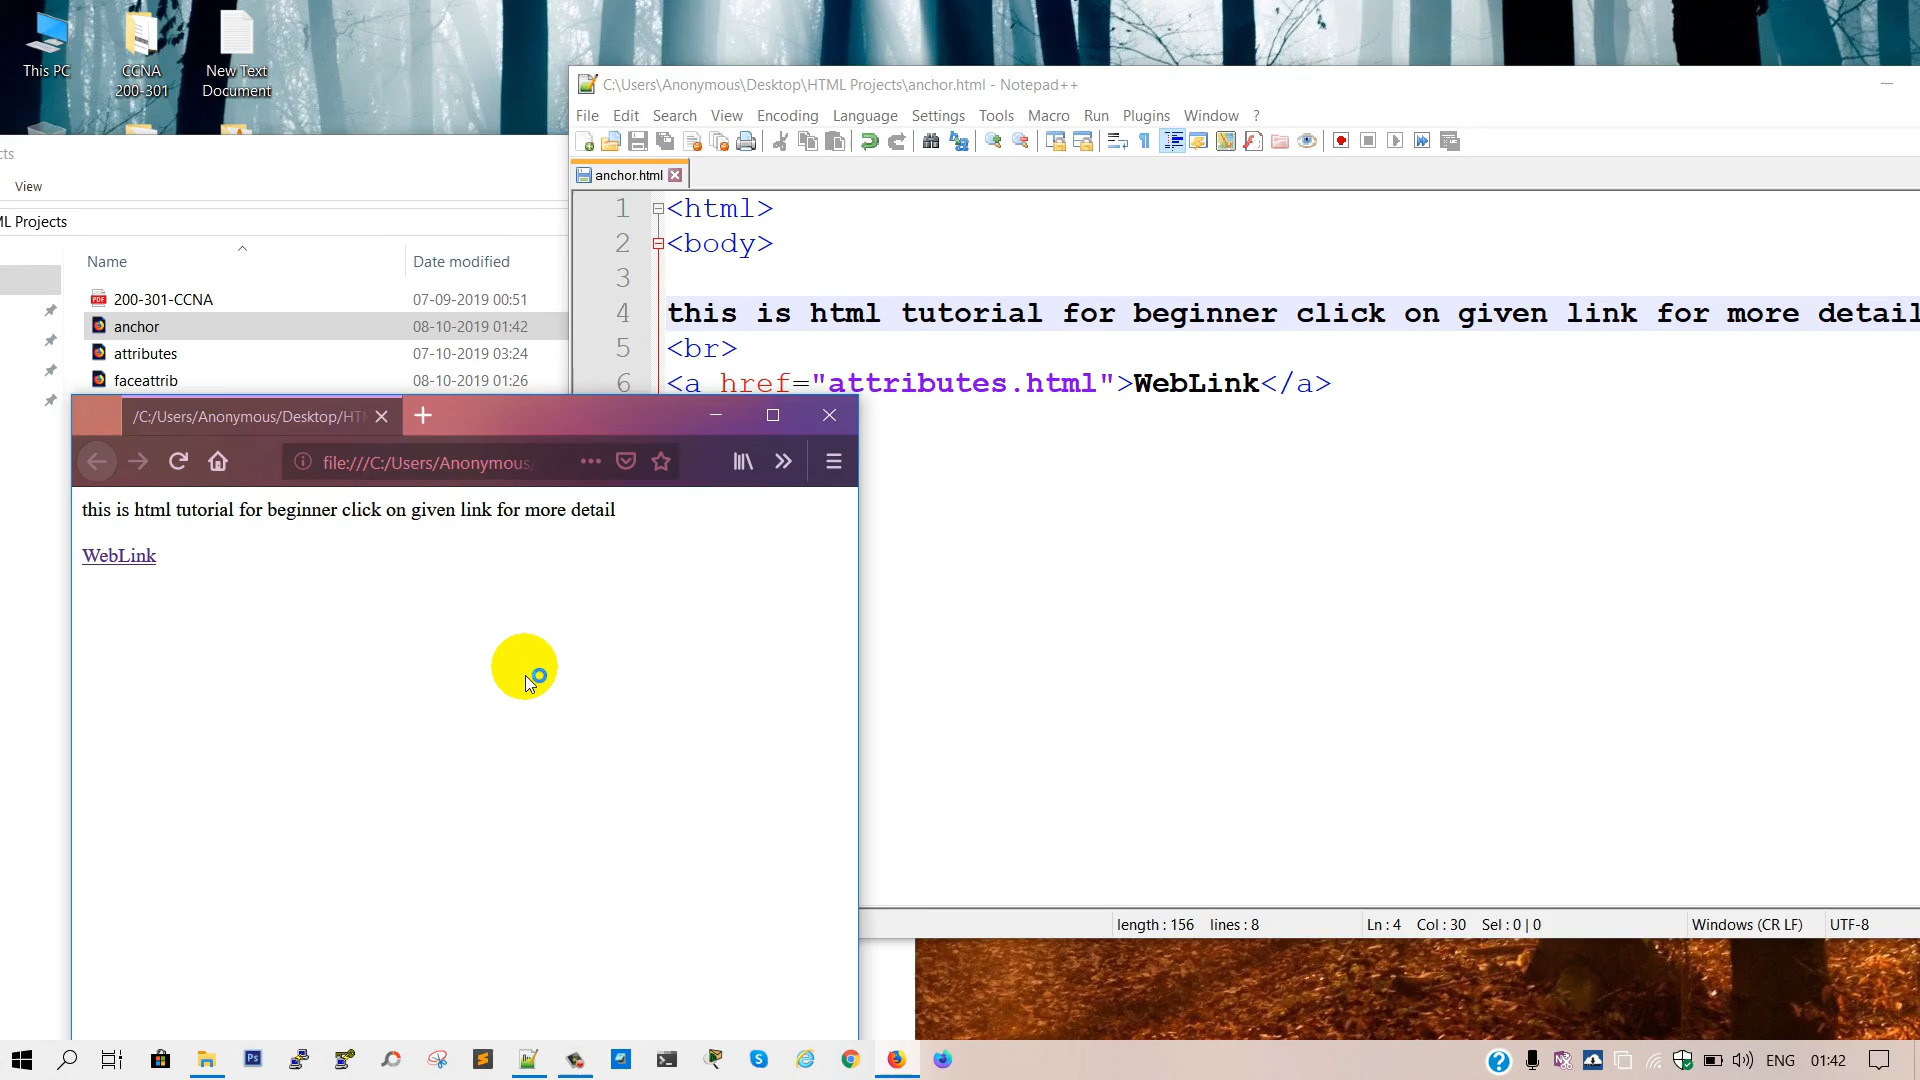 This PC
CCNA
200-301
New Text
Document
C:\Users\Anonymous\Desktop\HTML Projects\anchor.html - Notepad++
File Edit Search View Encoding Language Settings Tools Macro Run Plugins Window ?
anchor.html
1 <html>
2 <body>
3
4 this is html tutorial for beginner click on given link for more detail
5 <br>
6 <a href="attributes.html">WebLink</a>
cts
View
ML Projects
Name Date modified
200-301-CCNA 07-09-2019 00:51
anchor 08-10-2019 01:42
attributes 07-10-2019 03:24
faceattrib 08-10-2019 01:26
/C:/Users/Anonymous/Desktop/HTM
file:///C:/Users/Anonymous/
this is html tutorial for beginner click on given link for more detail
WebLink
length : 156 lines : 8 Ln : 4 Col : 30 Sel : 0 | 0 Windows (CR LF) UTF-8
ENG 01:42